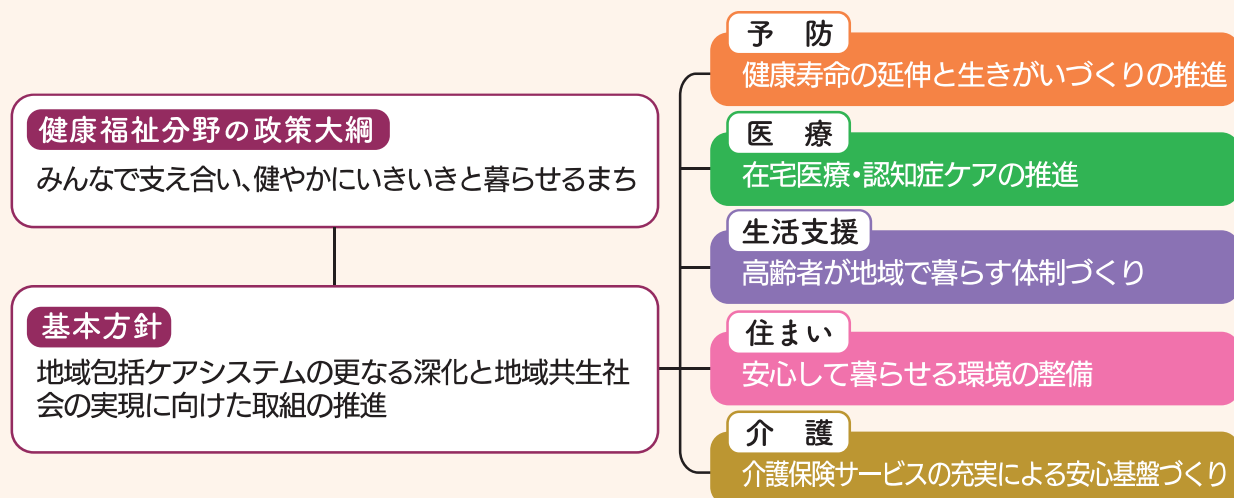 健康福祉分野の政策大綱
みんなで支え合い、健やかにいきいきと暮らせるまち
基本方針
地域包括ケアシステムの更なる深化と地域共生社
会の実現に向けた取組の推進
予　防
健康寿命の延伸と生きがいづくりの推進
医　療
在宅医療・認知症ケアの推進
生活支援
高齢者が地域で暮らす体制づくり
住まい
安心して暮らせる環境の整備
介　護
介護保険サービスの充実による安心基盤づくり